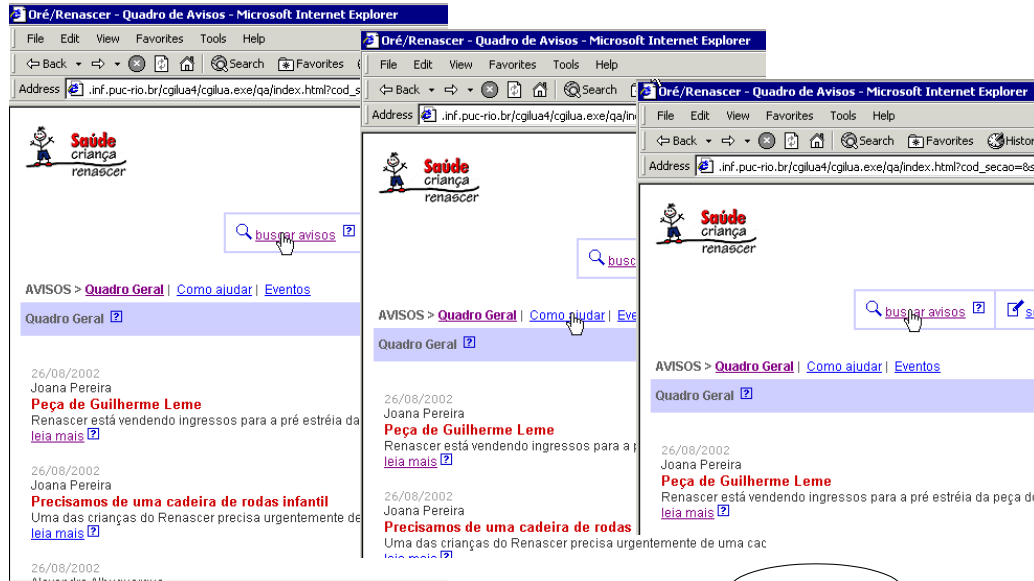 Oré/Renascer - Quadro de Avisos - Microsoft Internet Explorer
File Edit View Favorites Tools Help
Back Search Favorites
Address .inf.puc-rio.br/cgilua4/cgilua.exe/qa/index.html?cod_s
Saúde
criança
renascer
buscar avisos ?
AVISOS > Quadro Geral | Como ajudar | Eventos
Quadro Geral ?
26/08/2002
Joana Pereira
Peça de Guilherme Leme
Renascer está vendendo ingressos para a pré estréia da
leia mais ?
26/08/2002
Joana Pereira
Precisamos de uma cadeira de rodas infantil
Uma das crianças do Renascer precisa urgentemente de
leia mais ?
26/08/2002
Oré/Renascer - Quadro de Avisos - Microsoft Internet Explorer
File Edit View Favorites Tools Help
Back Search
Address .inf.puc-rio.br/cgilua4/cgilua.exe/qa/in
Saúde
criança
renascer
busc
AVISOS > Quadro Geral | Como ajudar | Eve
Quadro Geral ?
26/08/2002
Joana Pereira
Peça de Guilherme Leme
Renascer está vendendo ingressos para a p
leia mais ?
26/08/2002
Joana Pereira
Precisamos de uma cadeira de rodas
Uma das crianças do Renascer precisa urgentemente de uma cac
leia mais ?
Oré/Renascer - Quadro de Avisos - Microsoft Internet Explorer
File Edit View Favorites Tools Help
Back Search Favorites Histor
Address .inf.puc-rio.br/cgilua4/cgilua.exe/qa/index.html?cod_secao=&s
Saúde
criança
renascer
buscar avisos ? s
AVISOS > Quadro Geral | Como ajudar | Eventos
Quadro Geral ?
26/08/2002
Joana Pereira
Peça de Guilherme Leme
Renascer está vendendo ingressos para a pré estréia da peça d
leia mais ?